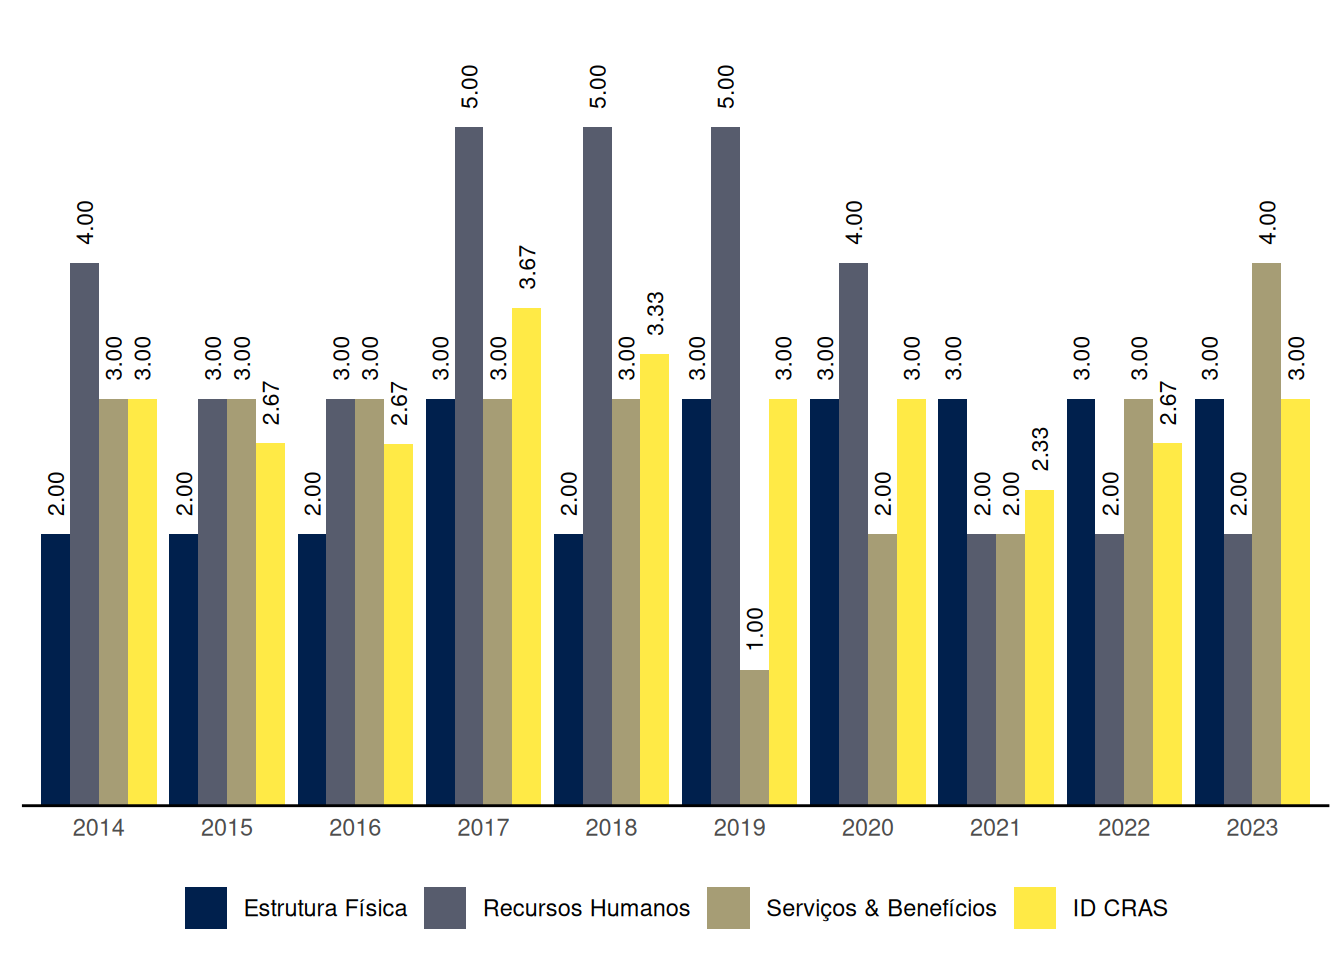 5.00 5.00 5.00
4.00 4.00 4.00
3.67
3.33
3.00 3.00 3.00 3.00 3.00 3.00 3.00 3.00 3.00 3.00 3.00 3.00 3.00 3.00 3.00 3.00 3.00 3.00 3.00
2.67 2.67 2.67
2.33
2.00 2.00 2.00 2.00 2.00 2.00 2.00 2.00 2.00
1.00
2014 2015 2016 2017 2018 2019 2020 2021 2022 2023
Estrutura Física Recursos Humanos Serviços & Benefícios ID CRAS